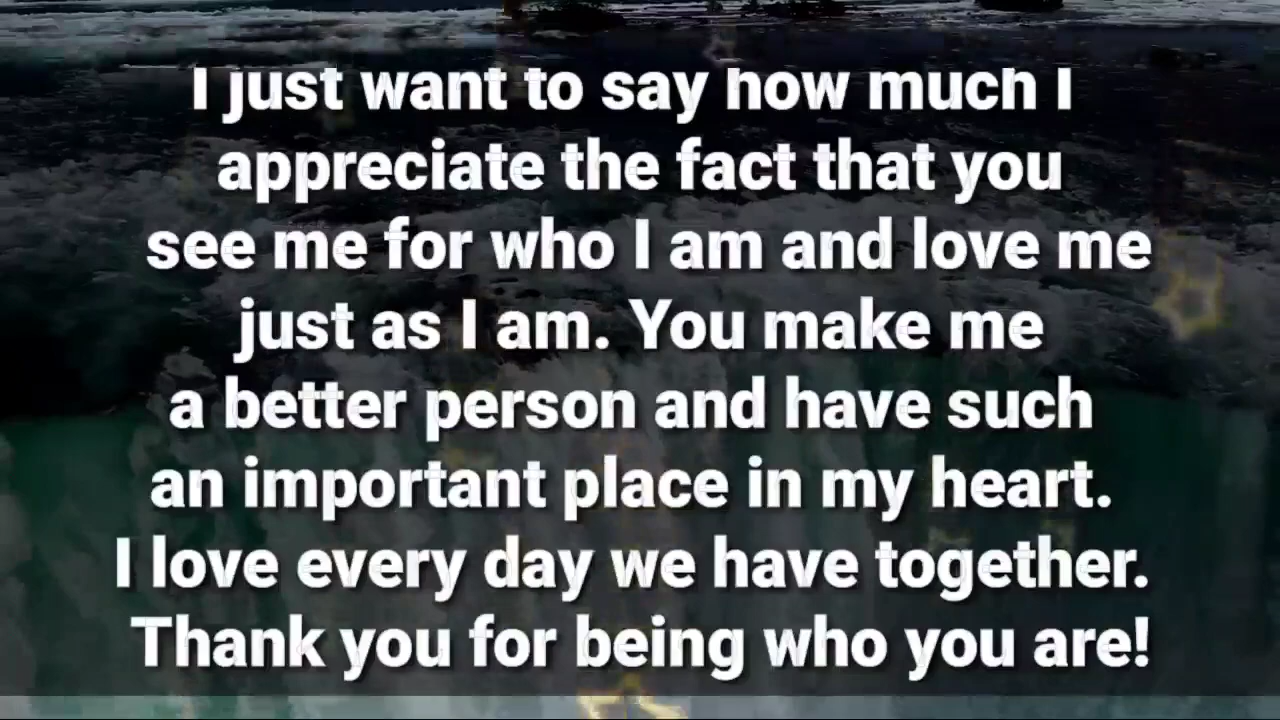 I just want to say how much I
appreciate the fact that you
see me for who I am and love me
just as I am. You make me
a better person and have such
an important place in my heart.
I love every day we have together.
Thank you for being who you are!